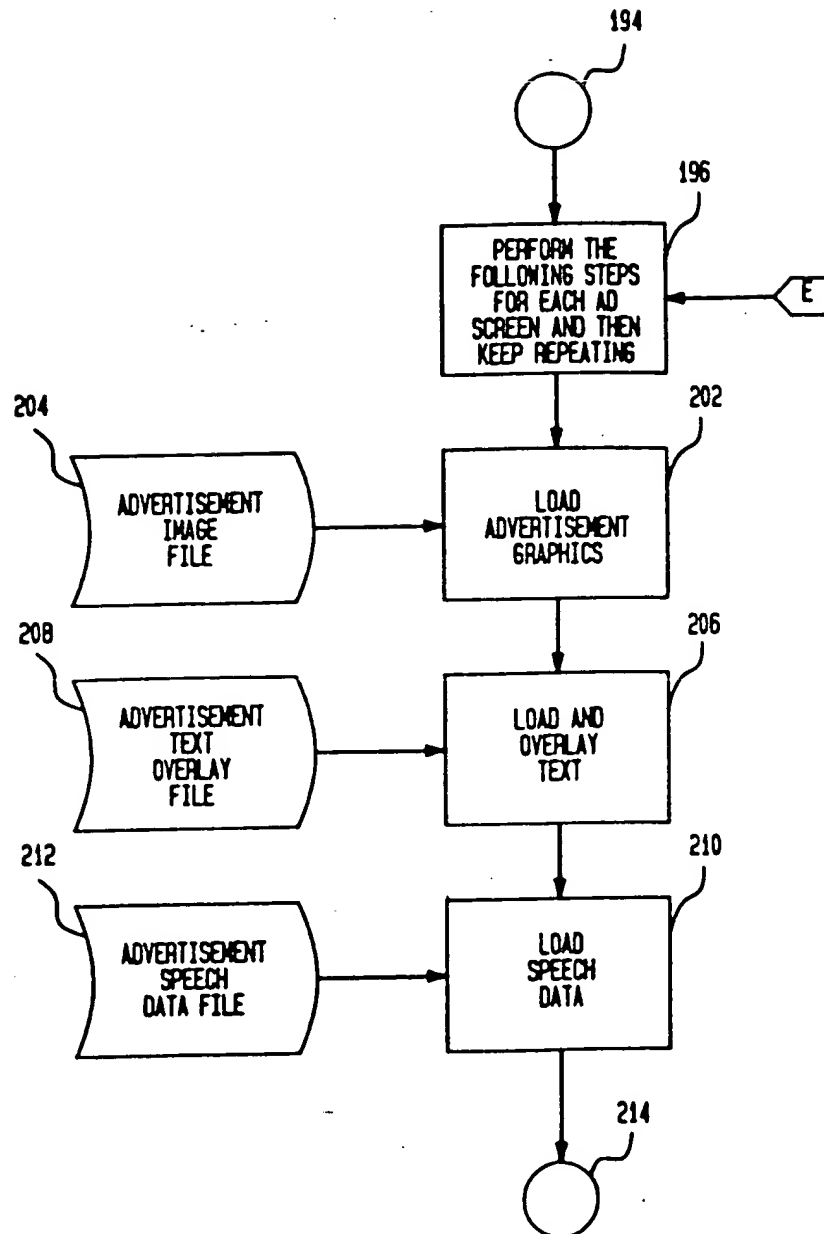 194
196
PERFORM THE
FOLLOWING STEPS
FOR EACH AD
SCREEN AND THEN
KEEP REPEATING
E
204
202
ADVERTISEMENT
IMAGE
FILE
LOAD
ADVERTISEMENT
GRAPHICS
208
206
ADVERTISEMENT
TEXT
OVERLAY
FILE
LOAD AND
OVERLAY
TEXT
212
210
ADVERTISEMENT
SPEECH
DATA FILE
LOAD
SPEECH
DATA
214